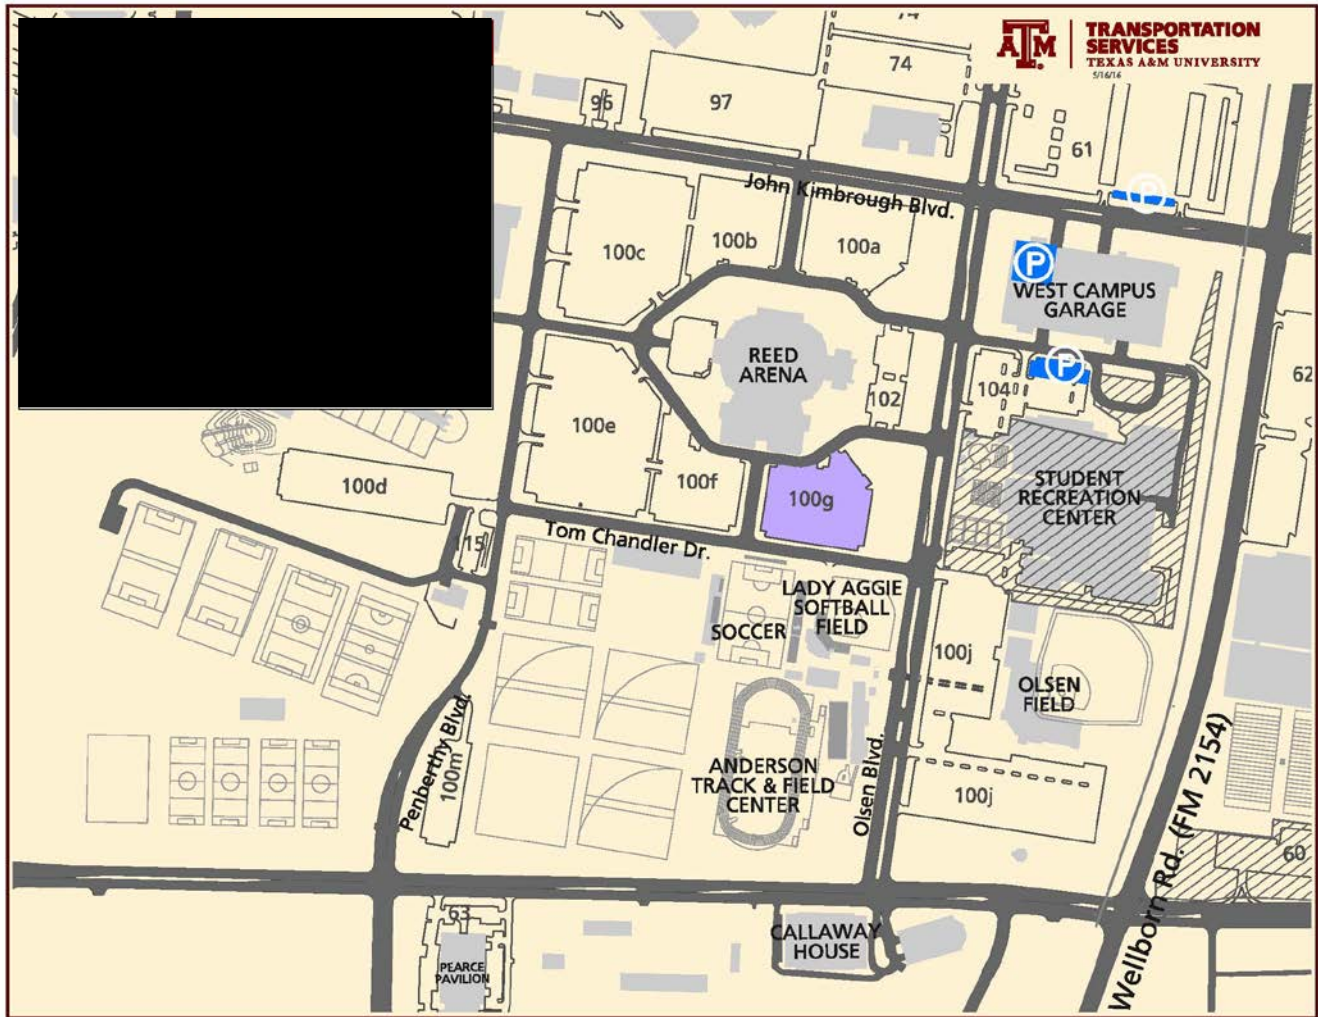 74
ATM
TRANSPORTATION
SERVICES
TEXAS A&M UNIVERSITY
5/16/16
74
96
97
61
P
John Kimbrough Blvd.
100c
100b
100a
P
WEST CAMPUS
GARAGE
REED
ARENA
P
62
102
104
100e
100f
100d
100g
STUDENT
RECREATION
CENTER
115
Tom Chandler Dr.
LADY AGGIE
SOFTBALL
FIELD
SOCCER
100j
OLSEN
FIELD
Penberthy Blvd.
100m
ANDERSON
TRACK & FIELD
CENTER
Olsen Blvd.
100j
Wellborn Rd. (FM 2154)
60
63
CALLAWAY
HOUSE
PEARCE
PAVILION